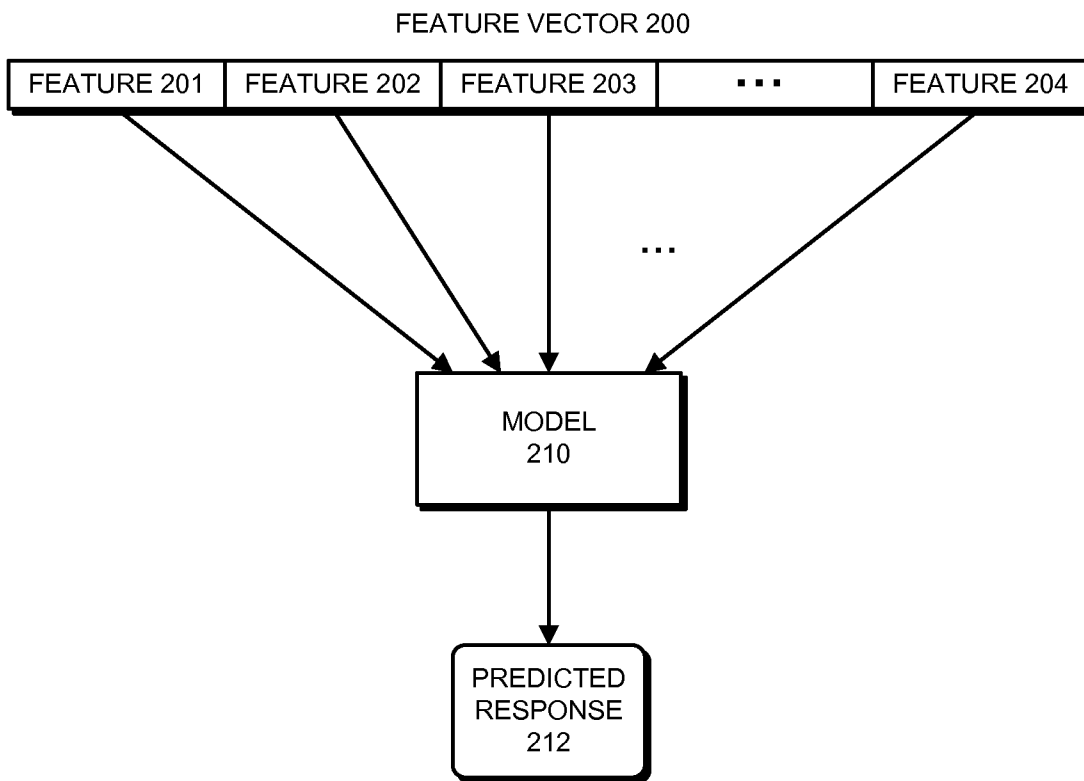 FEATURE VECTOR 200
FEATURE 201 FEATURE 202 FEATURE 203 ... FEATURE 204
...
MODEL
210
PREDICTED
RESPONSE
212